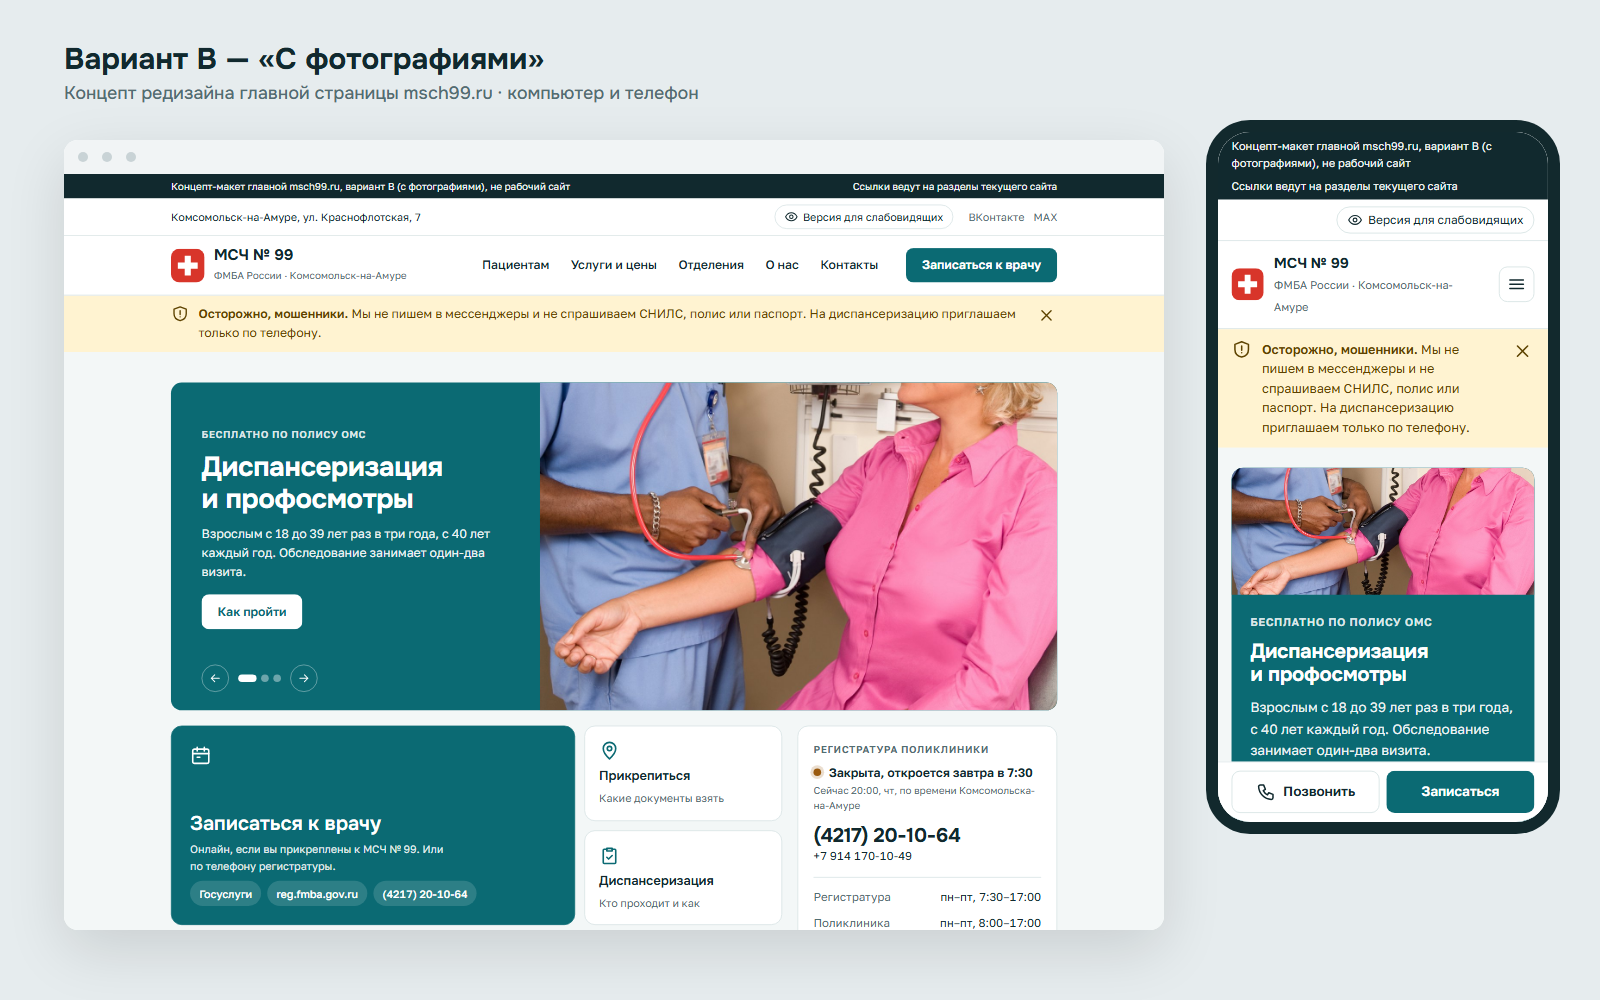 Вариант B — «С фотографиями»
Концепт редизайна главной страницы msch99.ru · компьютер и телефон
Концепт-макет главной msch99.ru, вариант B (с фотографиями), не рабочий сайт
Ссылки ведут на разделы текущего сайта
Комсомольск-на-Амуре, ул. Краснофлотская, 7
Версия для слабовидящих
ВКонтакте
MAX
МСЧ № 99
ФМБА России · Комсомольск-на-Амуре
Пациентам
Услуги и цены
Отделения
О нас
Контакты
Записаться к врачу
Осторожно, мошенники. Мы не пишем в мессенджеры и не спрашиваем СНИЛС, полис или паспорт. На диспансеризацию приглашаем
только по телефону.
БЕСПЛАТНО ПО ПОЛИСУ ОМС
Диспансеризация
и профосмотры
Взрослым с 18 до 39 лет раз в три года, с 40 лет
каждый год. Обследование занимает один-два
визита.
Как пройти
Записаться к врачу
Онлайн, если вы прикреплены к МСЧ № 99. Или
по телефону регистратуры.
Госуслуги
reg.fmba.gov.ru
(4217) 20-10-64
Прикрепиться
Какие документы взять
Диспансеризация
Кто проходит и как
РЕГИСТРАТУРА ПОЛИКЛИНИКИ
Закрыта, откроется завтра в 7:30
Сейчас 20:00, чт, по времени Комсомольска-
на-Амуре
(4217) 20-10-64
+7 914 170-10-49
Регистратура пн–пт, 7:30–17:00
Поликлиника пн–пт, 8:00–17:00
Концепт-макет главной msch99.ru, вариант B (с
фотографиями), не рабочий сайт
Ссылки ведут на разделы текущего сайта
Версия для слабовидящих
МСЧ № 99
ФМБА России · Комсомольск-на-
Амуре
Осторожно, мошенники. Мы не
пишем в мессенджеры и не
спрашиваем СНИЛС, полис или
паспорт. На диспансеризацию
приглашаем только по телефону.
БЕСПЛАТНО ПО ПОЛИСУ ОМС
Диспансеризация
и профосмотры
Взрослым с 18 до 39 лет раз в три года,
с 40 лет каждый год. Обследование
занимает один-два визита.
Позвонить
Записаться